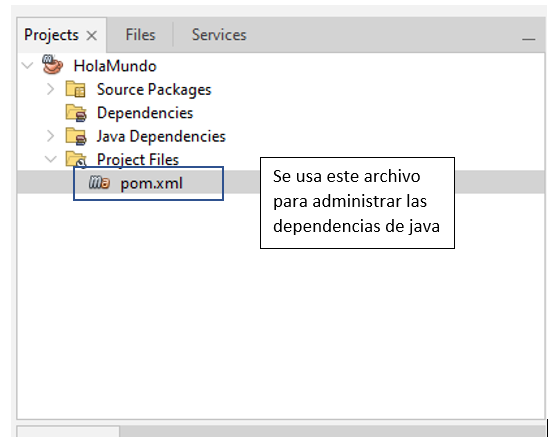 Projects × Files Services
HolaMundo
Source Packages
Dependencies
Java Dependencies
Project Files
pom.xml
Se usa este archivo
para administrar las
dependencias de java